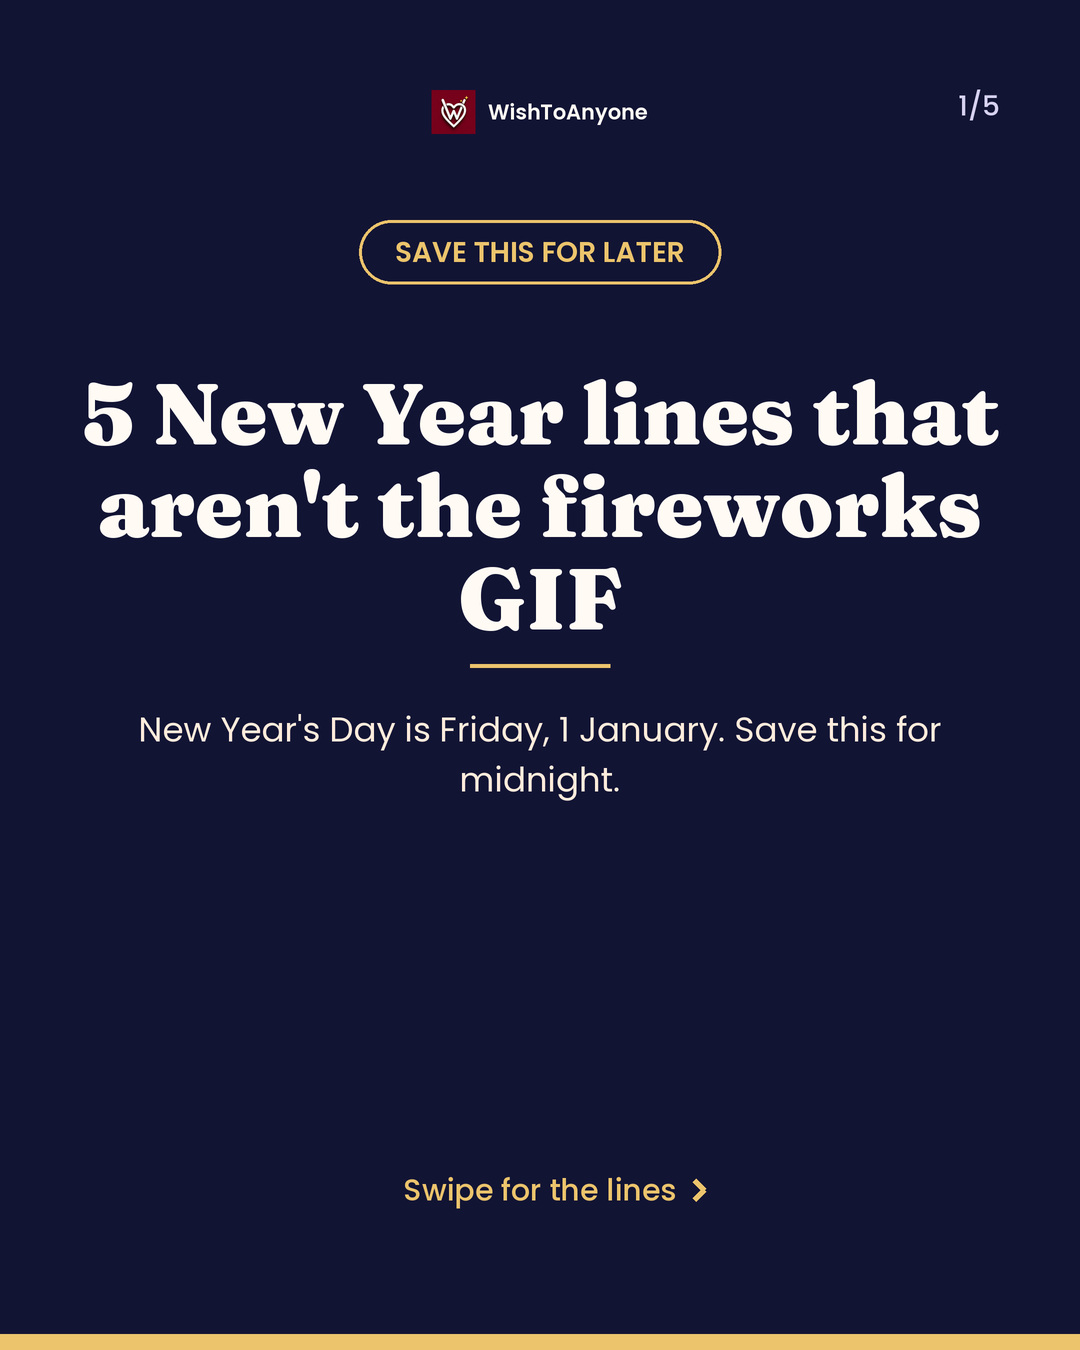 WishToAnyone
1/5
SAVE THIS FOR LATER
5 New Year lines that
aren't the fireworks
GIF
New Year's Day is Friday, 1 January. Save this for
midnight.
Swipe for the lines